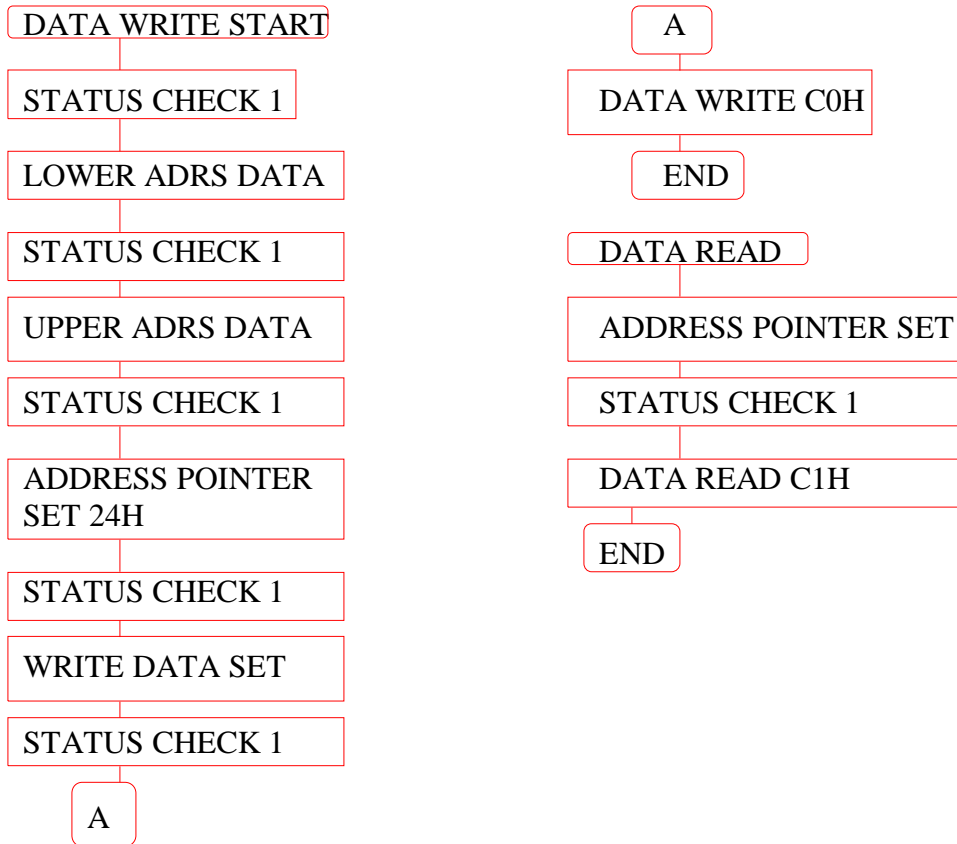 DATA WRITE START
STATUS CHECK 1
LOWER ADRS DATA
STATUS CHECK 1
UPPER ADRS DATA
STATUS CHECK 1
ADDRESS POINTER
SET 24H
STATUS CHECK 1
WRITE DATA SET
STATUS CHECK 1
A
A
DATA WRITE C0H
END
DATA READ
ADDRESS POINTER SET
STATUS CHECK 1
DATA READ C1H
END